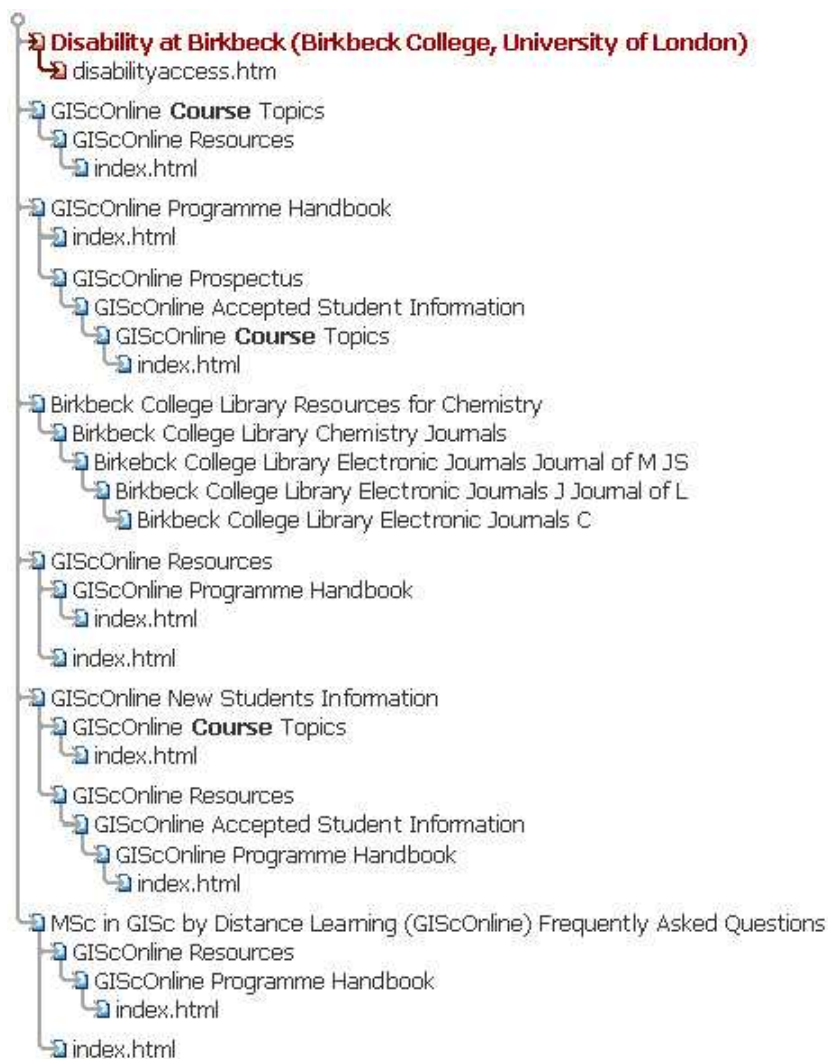 Disability at Birkbeck (Birkbeck College, University of London)
disabilityaccess.htm
GIScOnline Course Topics
GIScOnline Resources
index.html
GIScOnline Programme Handbook
index.html
GIScOnline Prospectus
GIScOnline Accepted Student Information
GIScOnline Course Topics
index.html
Birkbeck College Library Resources for Chemistry
Birkbeck College Library Chemistry Journals
Birkebck College Library Electronic Journals Journal of M JS
Birkbeck College Library Electronic Journals J Journal of L
Birkbeck College Library Electronic Journals C
GIScOnline Resources
GIScOnline Programme Handbook
index.html
index.html
GIScOnline New Students Information
GIScOnline Course Topics
index.html
GIScOnline Resources
GIScOnline Accepted Student Information
GIScOnline Programme Handbook
index.html
MSc in GISc by Distance Learning (GIScOnline) Frequently Asked Questions
GIScOnline Resources
GIScOnline Programme Handbook
index.html
index.html